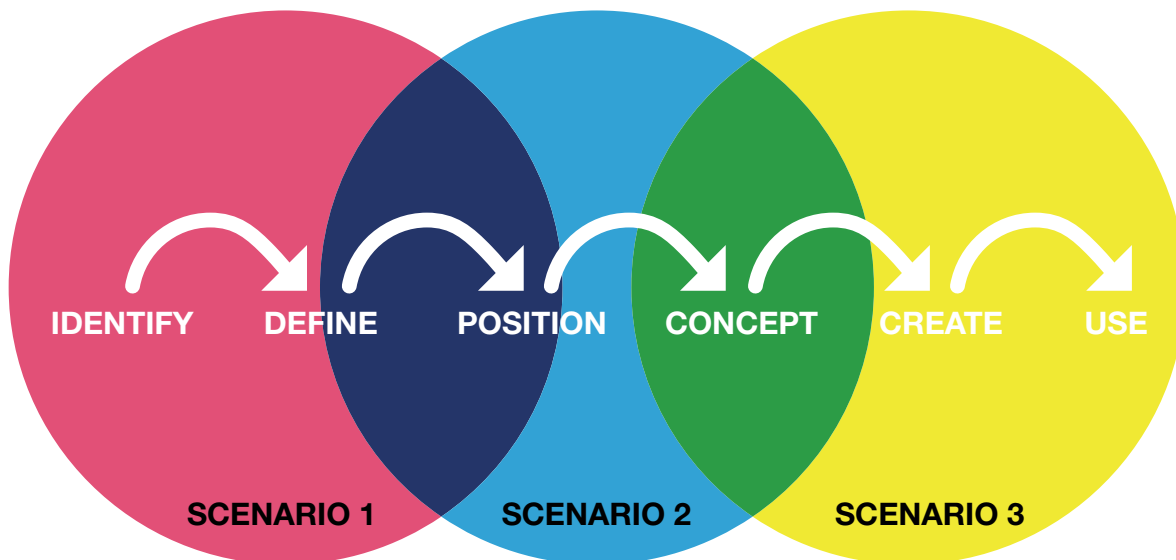 IDENTIFY DEFINE POSITION CONCEPT CREATE USE
SCENARIO 1 SCENARIO 2 SCENARIO 3